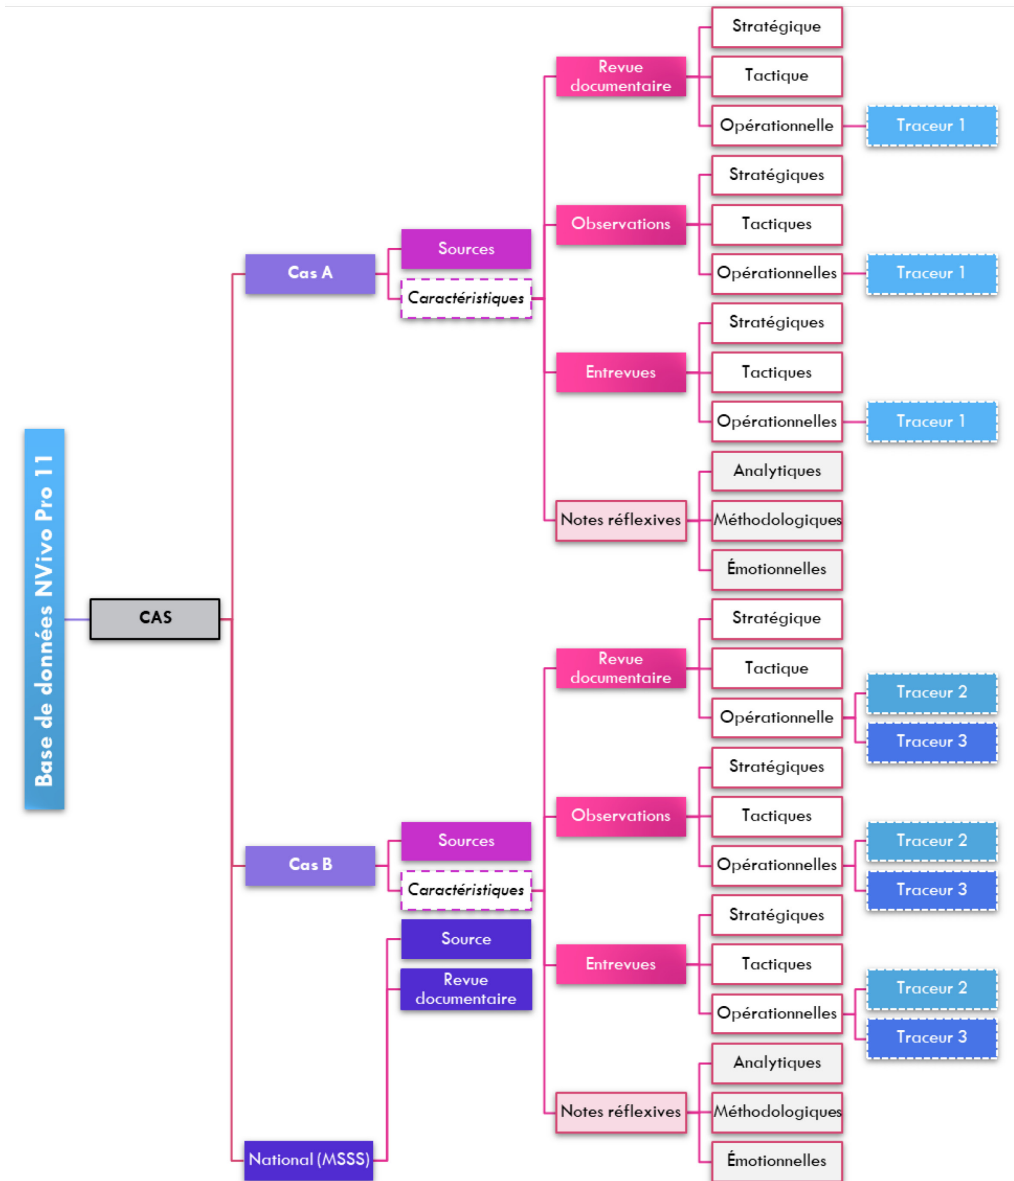 Base de données NVivo Pro 11
CAS
Cas A
Sources
Caractéristiques
Revue
documentaire
Stratégique
Tactique
Opérationnelle
Traceur 1
Observations
Stratégiques
Tactiques
Opérationnelles
Traceur 1
Entrevues
Stratégiques
Tactiques
Opérationnelles
Traceur 1
Notes réflexives
Analytiques
Méthodologiques
Émotionnelles
Cas B
Sources
Caractéristiques
Revue
documentaire
Stratégique
Tactique
Opérationnelle
Traceur 2
Traceur 3
Observations
Stratégiques
Tactiques
Opérationnelles
Traceur 2
Traceur 3
Entrevues
Stratégiques
Tactiques
Opérationnelles
Traceur 2
Traceur 3
Notes réflexives
Analytiques
Méthodologiques
Émotionnelles
National (MSSS)
Source
Revue
documentaire